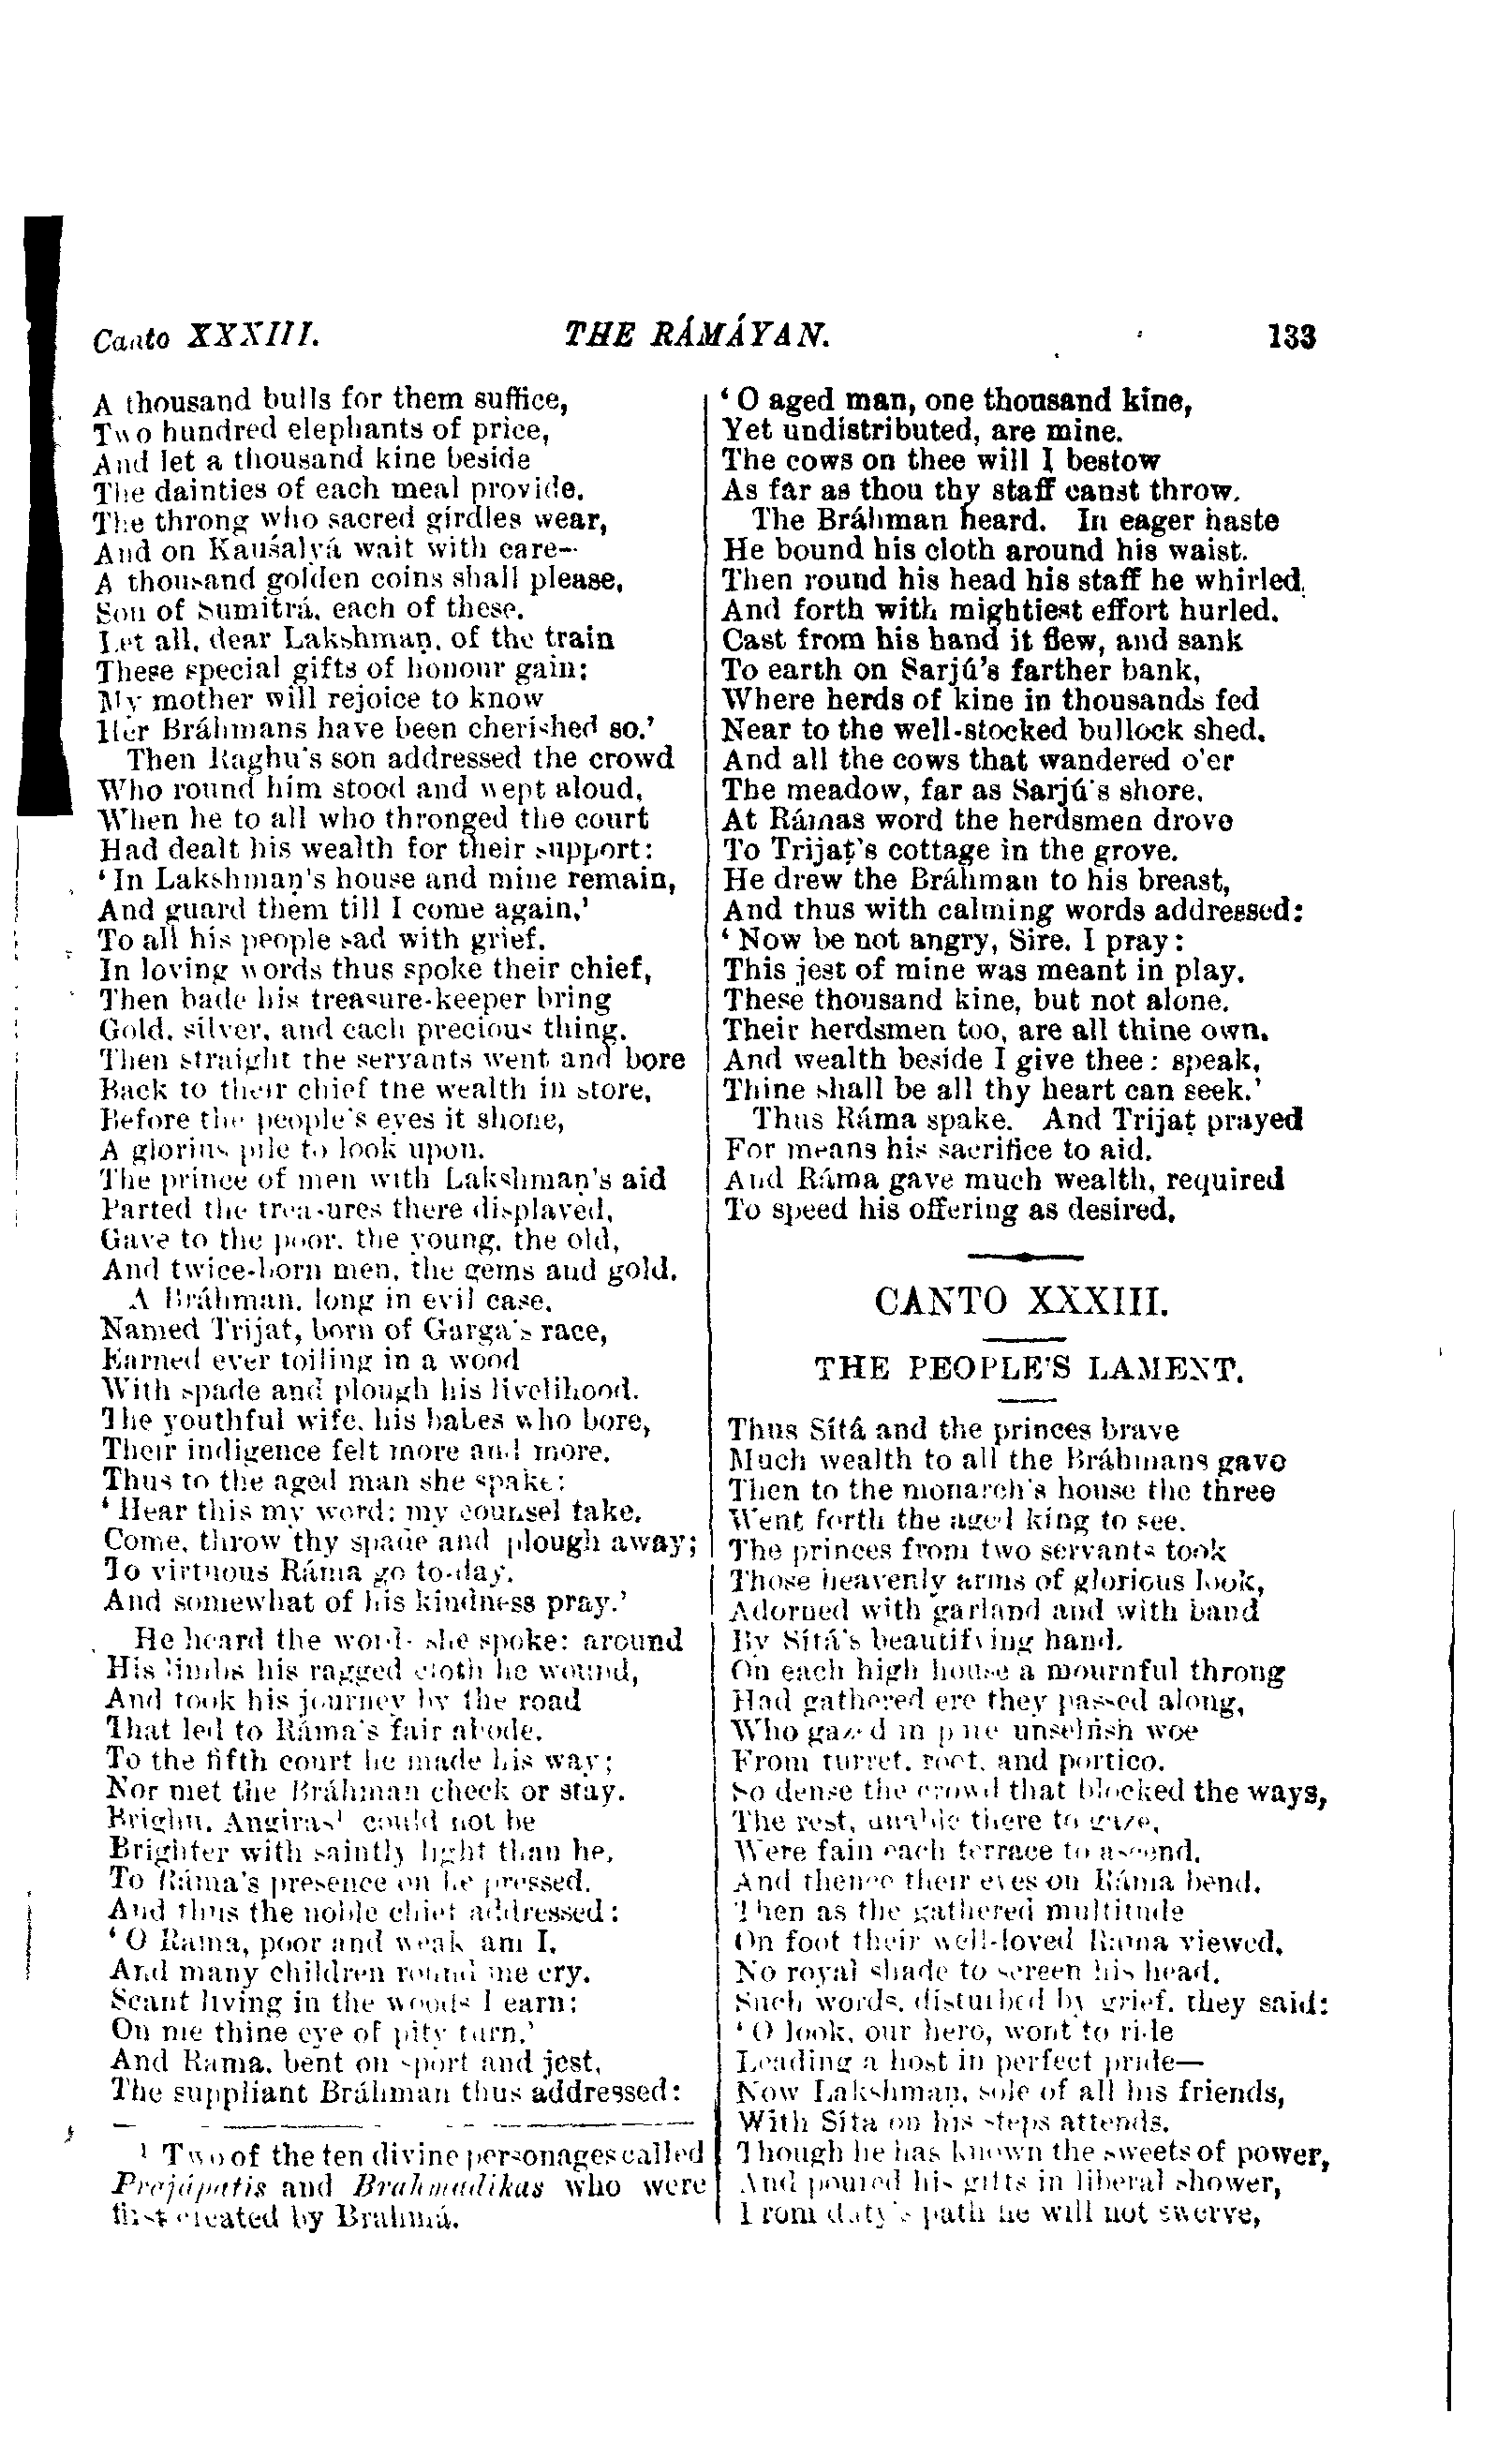 Canto XXXIII. THE RÁMÁYAN. 133
A thousand bulls for them suffice,
Two hundred elephants of price,
And let a thousand kine beside
The dainties of each meal provide.
The throng who sacred girdles wear,
And on Kauśalyá wait with care—
A thousand golden coins shall please,
Son of Sumitrá, each of these.
Let all, dear Lakshmaṇ, of the train
These special gifts of honour gain:
My mother will rejoice to know
Her Bráhmans have been cherished so.'
Then Raghu's son addressed the crowd
Who round him stood and wept aloud,
When he to all who thronged the court
Had dealt his wealth for their support:
'In Lakshmaṇ's house and mine remain,
And guard them till I come again.'
To all his people sad with grief,
In loving words thus spoke their chief,
Then bade his treasure-keeper bring
Gold, silver, and each precious thing.
Then straight the servants went and bore
Back to their chief the wealth in store,
Before the people's eyes it shone,
A glorius pile to look upon.
The prince of men with Lakshmaṇ's aid
Parted the treasures there displayed,
Gave to the poor, the young, the old,
And twice-born men, the gems and gold.
A Bráhman, long in evil case,
Named Trijat, born of Garga's race,
Earned ever toiling in a wood
With spade and plough his livelihood.
The youthful wife, his babes who bore,
Their indigence felt more and more.
Thus to the aged man she spake:
'Hear this my word: my counsel take.
Come, throw thy spade and plough away;
To virtuous Ráma go to-day,
And somewhat of his kindness pray.'
He heard the words she spoke: around
His limbs his ragged cloth he wound,
And took his journey by the road
That led to Ráma's fair abode.
To the fifth court he made his way;
Nor met the Bráhman check or stay.
Brighu, Angiras¹ could not be
Brighter with saintly light than he.
To Ráma's presence on he pressed,
And thus the noble chief addressed:
'O Rama, poor and weak am I,
And many children round me cry.
Scant living in the woods I earn:
On me thine eye of pity turn.'
And Rama, bent on sport and jest,
The suppliant Bráhman thus addressed:
¹ Two of the ten divine personages called
Prajápatis and Brahmadikas who were
first created by Brahmá.
'O aged man, one thousand kine,
Yet undistributed, are mine.
The cows on thee will I bestow
As far as thou thy staff canst throw.
The Bráhman heard. In eager haste
He bound his cloth around his waist.
Then round his head his staff he whirled,
And forth with mightiest effort hurled.
Cast from his hand it flew, and sank
To earth on Sarjú's farther bank,
Where herds of kine in thousands fed
Near to the well-stocked bullock shed.
And all the cows that wandered o'er
The meadow, far as Sarjú's shore,
At Rámas word the herdsmen drove
To Trijaṭ's cottage in the grove.
He drew the Bráhman to his breast,
And thus with calming words addressed:
'Now be not angry, Sire, I pray:
This jest of mine was meant in play.
These thousand kine, but not alone,
Their herdsmen too, are all thine own.
And wealth beside I give thee: speak,
Thine shall be all thy heart can seek.'
Thus Ráma spake. And Trijaṭ prayed
For means his sacrifice to aid.
And Ráma gave much wealth, required
To speed his offering as desired.
CANTO XXXIII.
THE PEOPLE'S LAMENT.
Thus Sítá and the princes brave
Much wealth to all the Bráhmans gave
Then to the monarch's house the three
Went forth the aged king to see.
The princes from two servants took
Those heavenly arms of glorious look,
Adorned with garland and with band
By Sítá's beautifying hand.
On each high house a mournful throng
Had gathered ere they passed along,
Who gazed in pure unselfish woe
From turret, roof, and portico.
So dense the crowd that blocked the ways,
The rest, unable there to gaze,
Were fain each terrace to ascend,
And thence their eyes on Ráma bend.
Then as the gathered multitude
On foot their well-loved Rama viewed,
No royal shade to screen his head,
Such words, disturbed by grief, they said:
'O look, our hero, wont to ride
Leading a host in perfect pride—
Now Lakshmaṇ, sole of all his friends,
With Síta on his steps attends.
Though he has known the sweets of power,
And poured his gifts in liberal shower,
From duty's path he will not swerve,